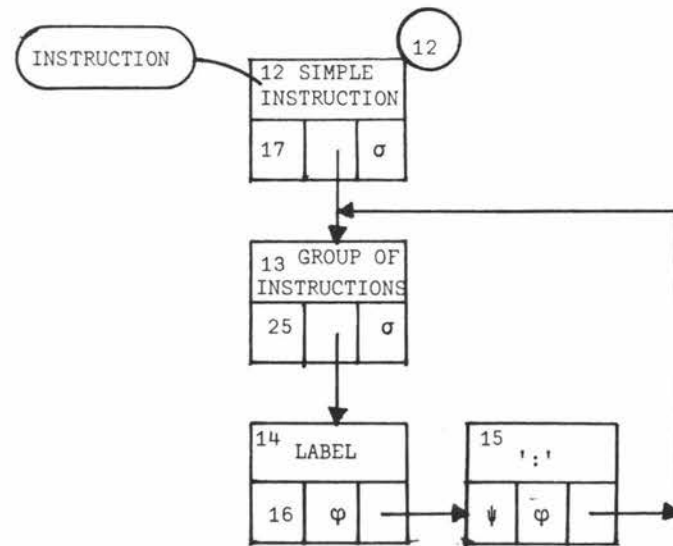 INSTRUCTION
12
12 SIMPLE
INSTRUCTION
17 σ
13 GROUP OF
INSTRUCTIONS
25 σ
14
LABEL
16 φ
15
':'
ψ φ